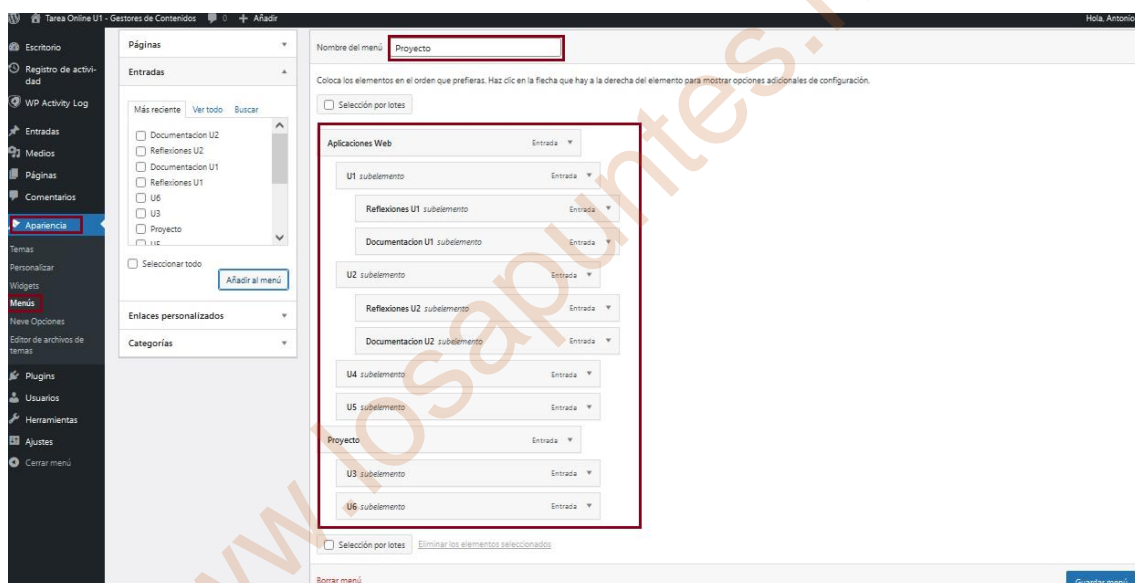 Tarea Online U1 - Gestores de Contenidos 0 + Añadir Hola, Antonio
Escritorio
Registro de activi-
dad
WP Activity Log
Entradas
Medios
Páginas
Comentarios
Apariencia
Temas
Personalizar
Widgets
Menús
Neve Opciones
Editor de archivos de
temas
Plugins
Usuarios
Herramientas
Ajustes
Cerrar menú
Páginas
Entradas
Más reciente Ver todo Buscar
Documentacion U2
Reflexiones U2
Documentacion U1
Reflexiones U1
U6
U3
Proyecto
U5
Seleccionar todo
Añadir al menú
Enlaces personalizados
Categorías
Nombre del menú Proyecto
Coloca los elementos en el orden que prefieras. Haz clic en la flecha que hay a la derecha del elemento para mostrar opciones adicionales de configuración.
Selección por lotes
Aplicaciones Web Entrada
U1 subelemento Entrada
Reflexiones U1 subelemento Entrada
Documentacion U1 subelemento Entrada
U2 subelemento Entrada
Reflexiones U2 subelemento Entrada
Documentacion U2 subelemento Entrada
U4 subelemento Entrada
U5 subelemento Entrada
Proyecto Entrada
U3 subelemento Entrada
U6 subelemento Entrada
Selección por lotes Eliminar los elementos seleccionados
Borrar menú Guardar menú
www.losapuntes.